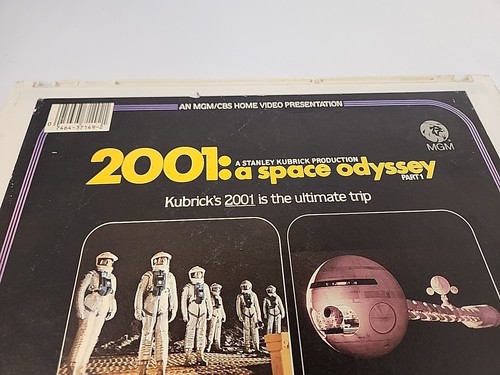 AN MGM/CBS HOME VIDEO PRESENTATION
MGM
A STANLEY KUBRICK PRODUCTION
2001: a space odyssey
PART 1
Kubrick's 2001 is the ultimate trip